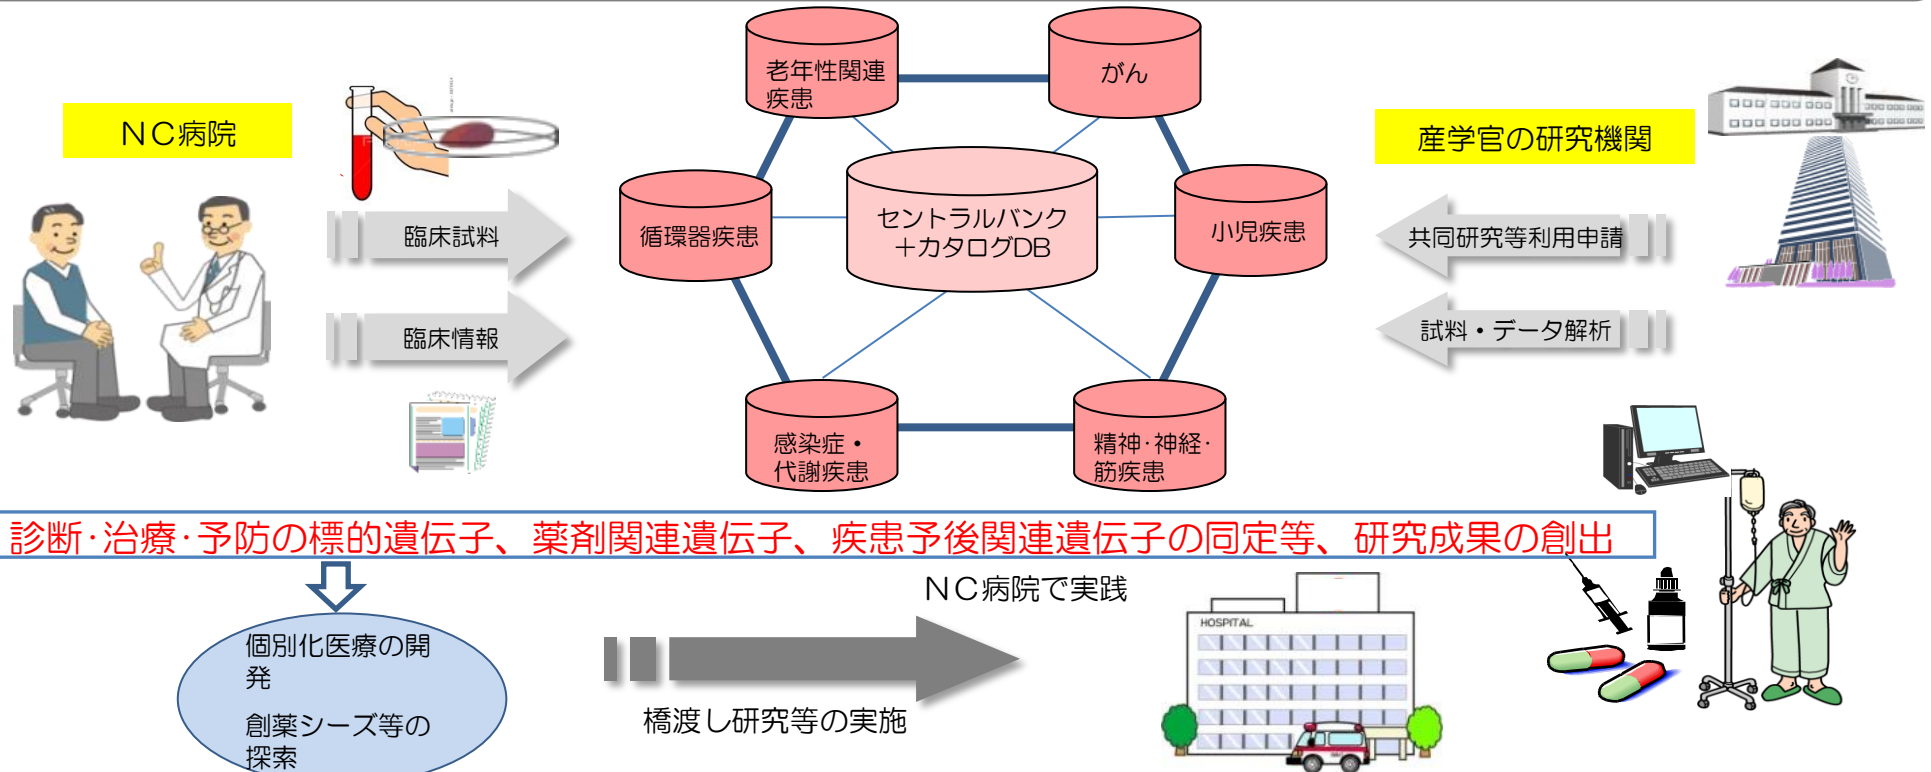 老年性関連
疾患
がん
NC病院
産学官の研究機関
循環器疾患
セントラルバンク
+カタログDB
小児疾患
臨床試料
共同研究等利用申請
臨床情報
試料・データ解析
感染症・
代謝疾患
精神・神経・
筋疾患
診断・治療・予防の標的遺伝子、薬剤関連遺伝子、疾患予後関連遺伝子の同定等、研究成果の創出
NC病院で実践
HOSPITAL
個別化医療の開
発
創薬シーズ等の
探索
橋渡し研究等の実施